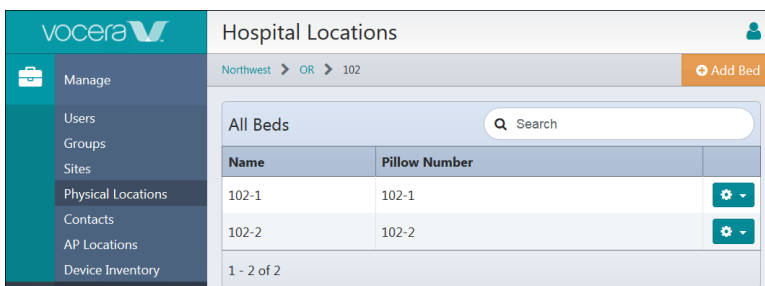 vocera
Hospital Locations
Manage
Northwest OR 102
Add Bed
Users
Groups
Sites
Physical Locations
Contacts
AP Locations
Device Inventory
All Beds
Search
Name Pillow Number
102-1 102-1
102-2 102-2
1 - 2 of 2